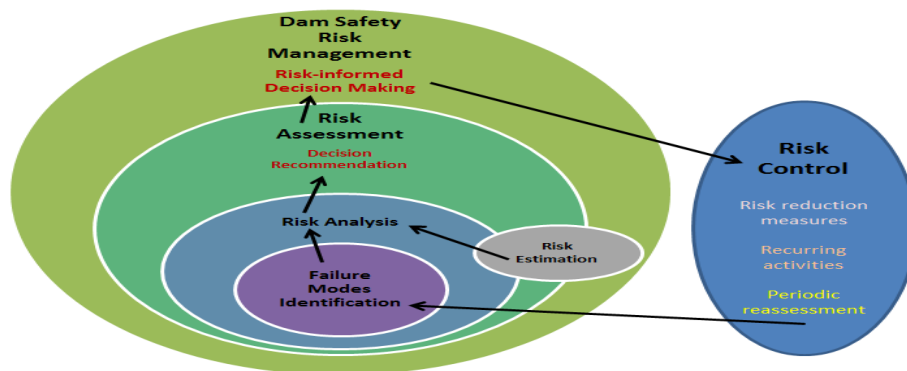 Dam Safety
Risk
Management
Risk-informed
Decision Making
Risk
Assessment
Decision
Recommendation
Risk Analysis
Risk
Estimation
Failure
Modes
Identification
Risk
Control
Risk reduction
measures
Recurring
activities
Periodic
reassessment